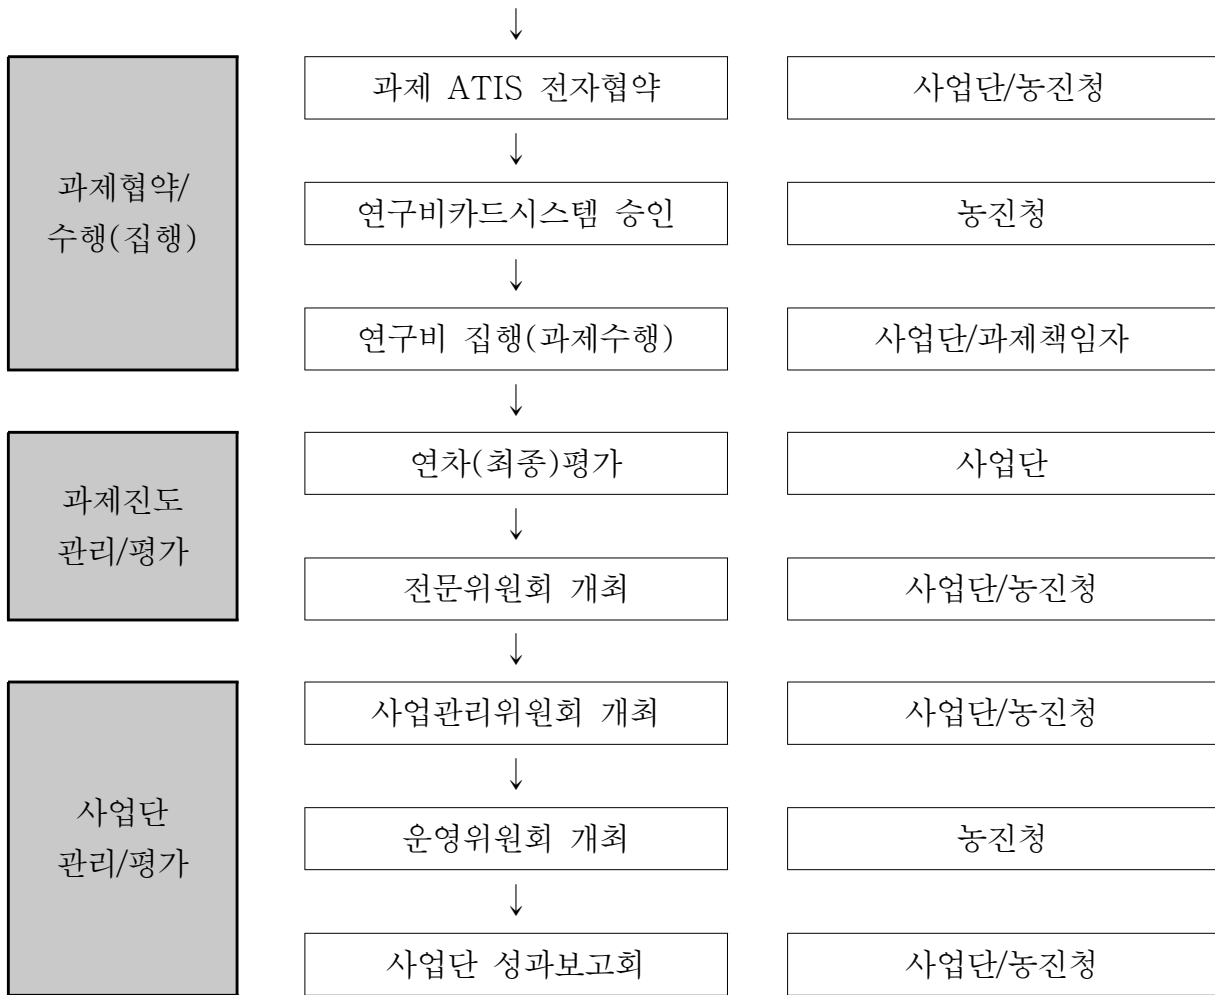 ↓
과제 ATIS 전자협약 사업단/농진청
↓
과제협약/
수행(집행)
연구비카드시스템 승인 농진청
↓
연구비 집행(과제수행) 사업단/과제책임자
↓
과제진도
관리/평가
연차(최종)평가 사업단
↓
전문위원회 개최 사업단/농진청
↓
사업단
관리/평가
사업관리위원회 개최 사업단/농진청
↓
운영위원회 개최 농진청
↓
사업단 성과보고회 사업단/농진청